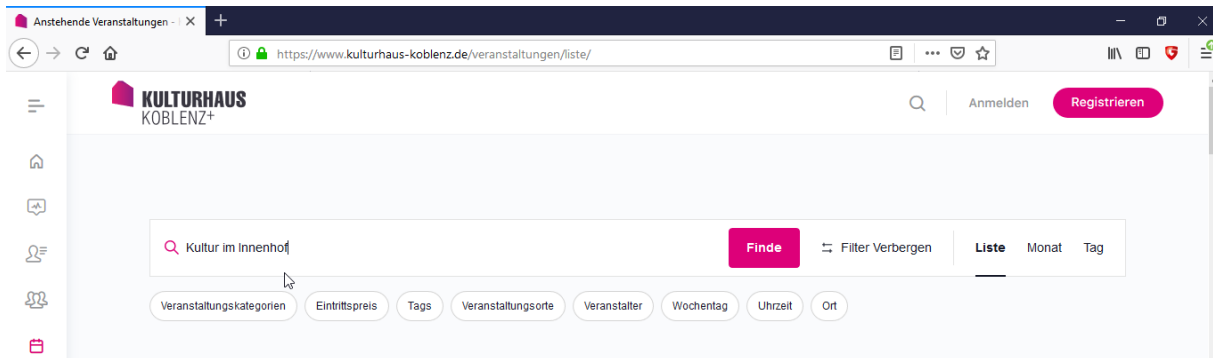 Anstehende Veranstaltungen -
https://www.kulturhaus-koblenz.de/veranstaltungen/liste/
KULTURHAUS
KOBLENZ+
Anmelden
Registrieren
Kultur im Innenhof
Finde
Filter Verbergen
Liste
Monat
Tag
Veranstaltungskategorien
Eintrittspreis
Tags
Veranstaltungsorte
Veranstalter
Wochentag
Uhrzeit
Ort